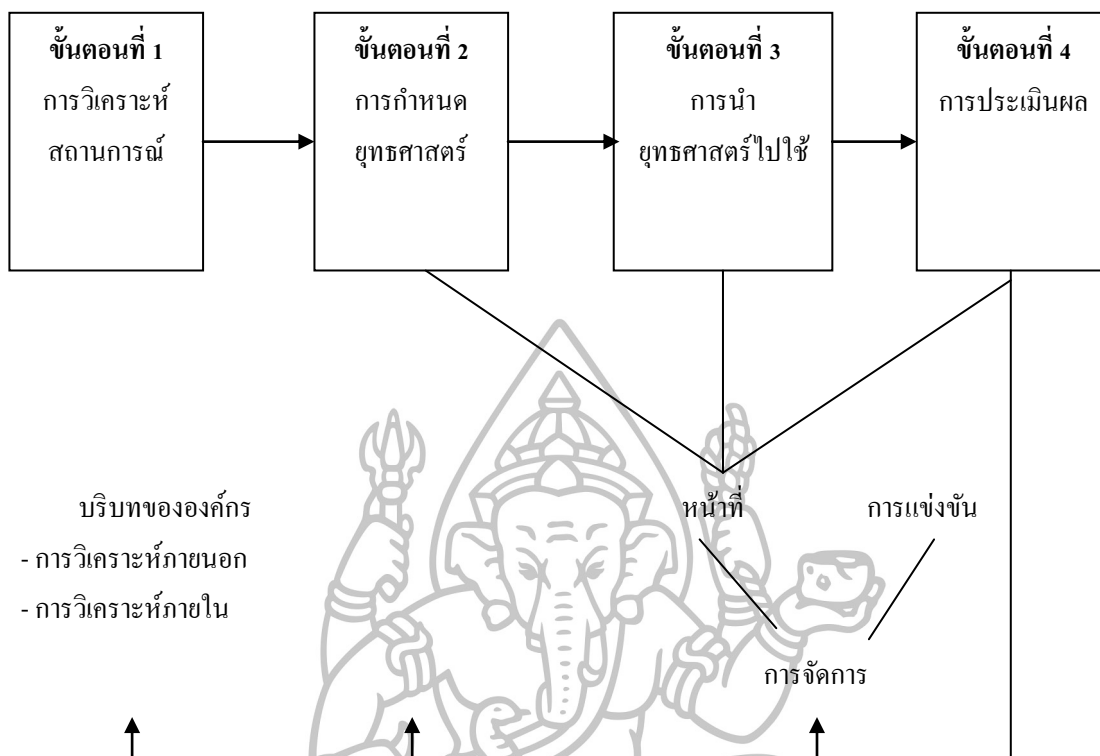 ขั้นตอนที่ 1
การวิเคราะห์
สถานการณ์
ขั้นตอนที่ 2
การกำหนด
ยุทธศาสตร์
ขั้นตอนที่ 3
การนำ
ยุทธศาสตร์ไปใช้
ขั้นตอนที่ 4
การประเมินผล
บริบทขององค์กร
- การวิเคราะห์ภายนอก
- การวิเคราะห์ภายใน
หน้าที่
การแข่งขัน
การจัดการ